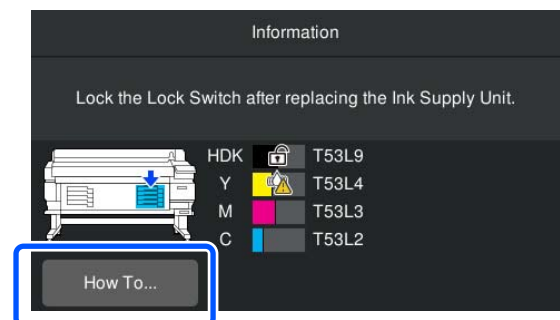 Information
Lock the Lock Switch after replacing the Ink Supply Unit.
HDK T53L9
Y T53L4
M T53L3
C T53L2
How To...